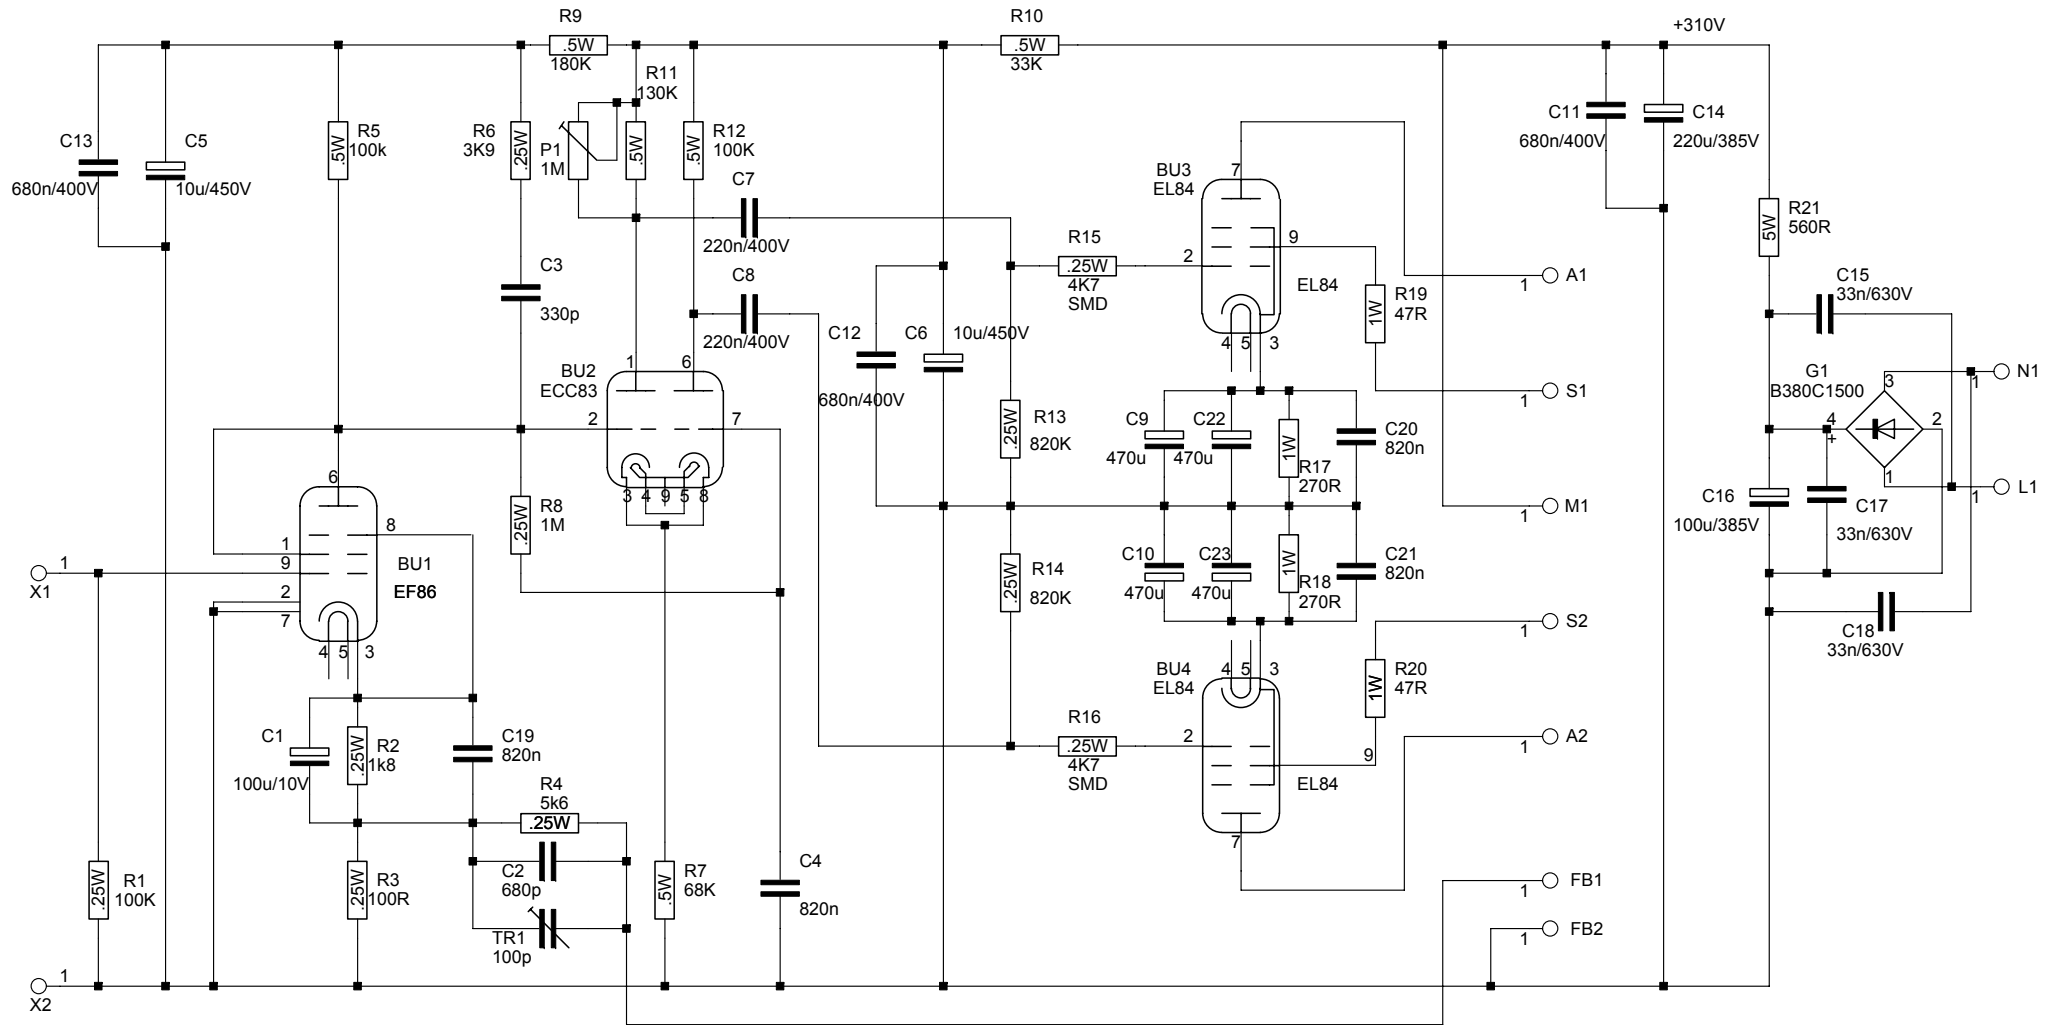 R9
.5W
180K
R10
.5W
33K
+310V
R11
130K
.5W
C13
680n/400V
C5
10u/450V
.5W
R5
100k
R6
3K9
.25W
P1
1M
.5W
R12
100K
C11
680n/400V
C14
220u/385V
C7
220n/400V
BU3
EL84
7
R15
.25W
4K7
SMD
2
9
EL84
4
5
3
1W
R19
47R
1
A1
5W
R21
560R
C15
33n/630V
C3
330p
C8
220n/400V
C12
680n/400V
C6
10u/450V
1
6
BU2
ECC83
2
7
3
4
9
5
8
G1
B380C1500
3
4
+
2
1
1
N1
1
L1
1
S1
.25W
R13
820K
C9
470u
C22
470u
1W
R17
270R
C20
820n
C16
100u/385V
C17
33n/630V
1
M1
6
8
1
9
2
7
BU1
EF86
4
5
3
.25W
R8
1M
.25W
R14
820K
C10
470u
C23
470u
1W
R18
270R
C21
820n
1
X1
1
S2
C18
33n/630V
BU4
EL84
4
5
3
1W
R20
47R
R16
.25W
4K7
SMD
2
9
EL84
7
1
A2
C1
100u/10V
.25W
R2
1k8
C19
820n
R4
5k6
.25W
.25W
R1
100K
.25W
R3
100R
C2
680p
TR1
100p
.5W
R7
68K
C4
820n
1
FB1
1
FB2
1
X2